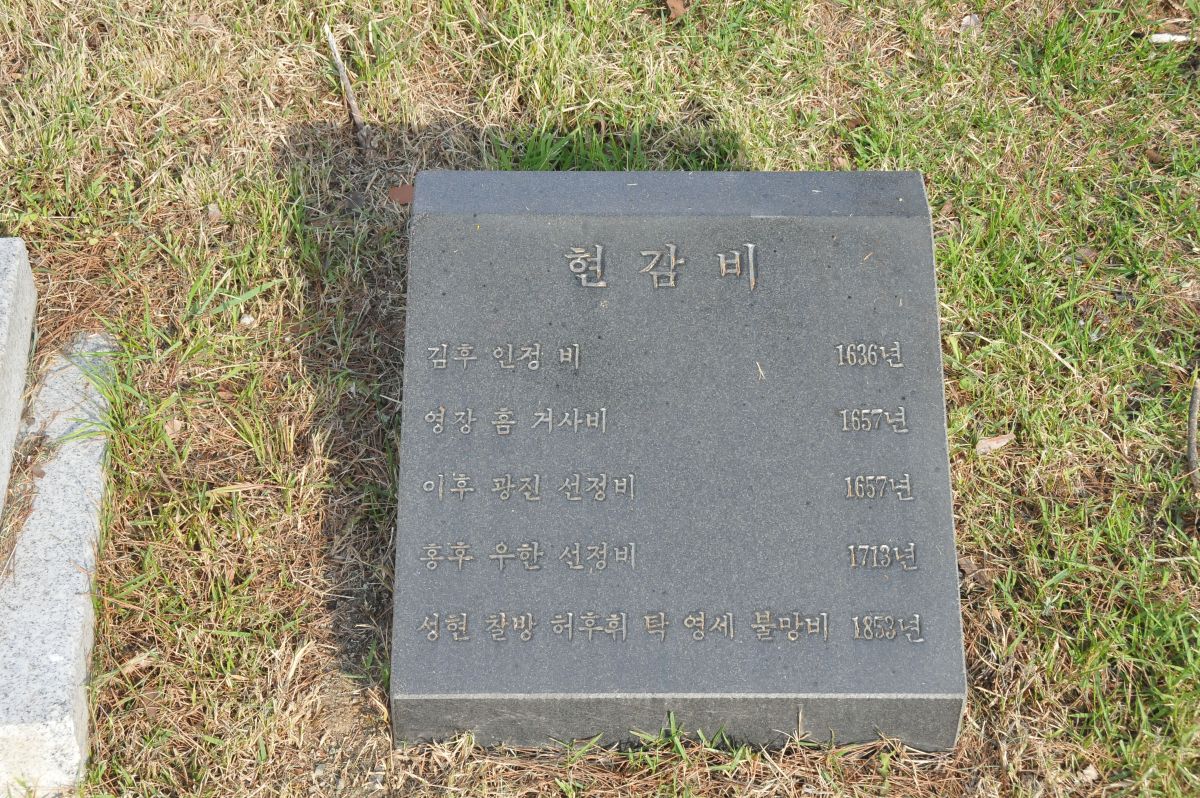 현감비
김후 인정 비 1636년
영장 흠 거사비 1657년
이후 광진 선정비 1657년
홍후 우한 선정비 1713년
성현 찰방 허후휘 탁 영세 불망비 1853년